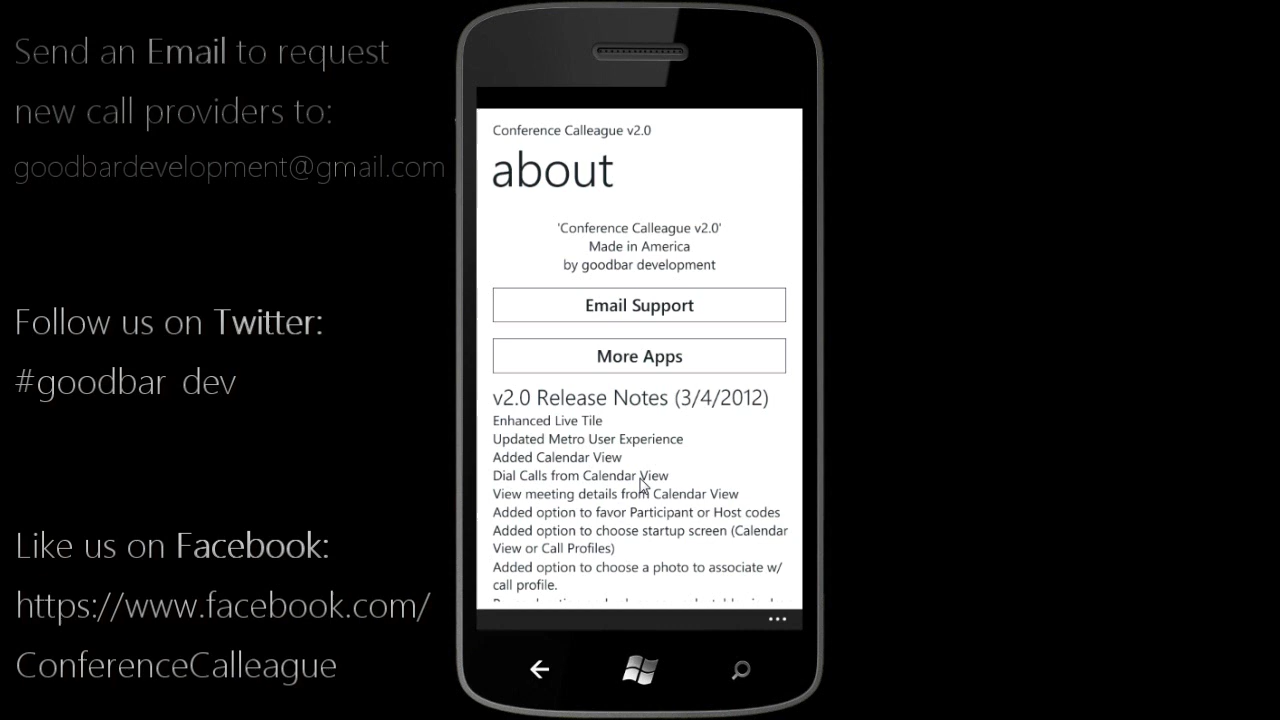 Send an Email to request
new call providers to:
goodbardevelopment@gmail.com
Follow us on Twitter:
#goodbar dev
Like us on Facebook:
https://www.facebook.com/
ConferenceCalleague
Conference Calleague v2.0
about
'Conference Calleague v2.0'
Made in America
by goodbar development
Email Support
More Apps
v2.0 Release Notes (3/4/2012)
Enhanced Live Tile
Updated Metro User Experience
Added Calendar View
Dial Calls from Calendar View
View meeting details from Calendar View
Added option to favor Participant or Host codes
Added option to choose startup screen (Calendar
View or Call Profiles)
Added option to choose a photo to associate w/
call profile.